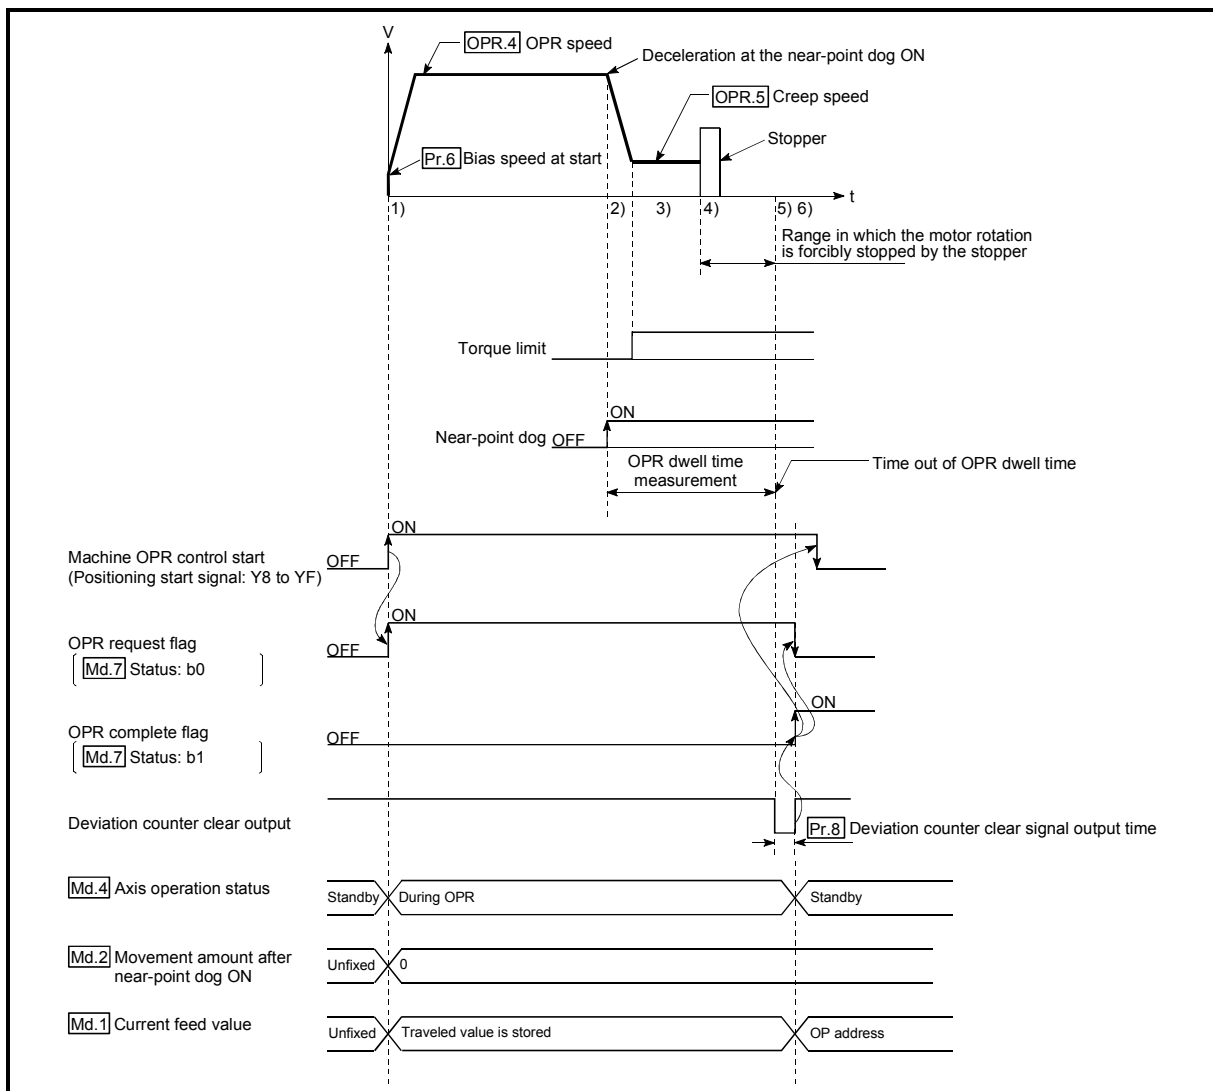 V
OPR.4 OPR speed
Deceleration at the near-point dog ON
OPR.5 Creep speed
Stopper
Pr.6 Bias speed at start
t
1) 2) 3) 4) 5) 6)
Range in which the motor rotation
is forcibly stopped by the stopper
Torque limit
ON
Near-point dog OFF
OPR dwell time
measurement
Time out of OPR dwell time
ON
Machine OPR control start
(Positioning start signal: Y8 to YF)
OFF
ON
OPR request flag
Md.7 Status: b0
OFF
ON
OPR complete flag
Md.7 Status: b1
OFF
Deviation counter clear output
Pr.8 Deviation counter clear signal output time
Md.4 Axis operation status
Standby During OPR Standby
Md.2 Movement amount after
near-point dog ON
Unfixed 0
Md.1 Current feed value
Unfixed Traveled value is stored OP address